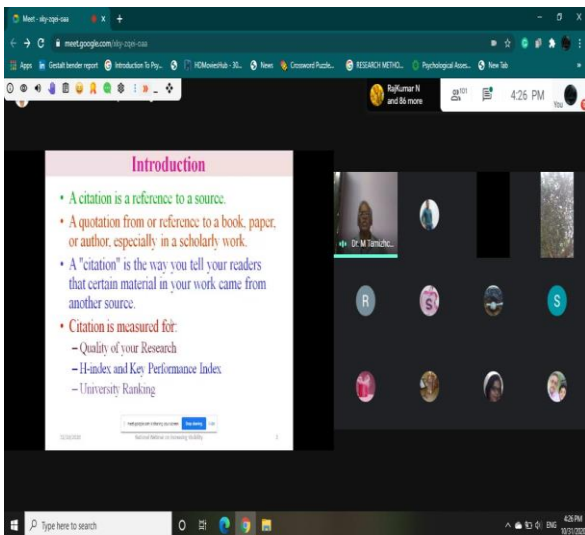 Meet - sky-zqei-oaa
meet.google.com/sky-zqei-oaa
Apps Gestalt bender report Introduction To Psy... HDMoviesHub - 30... News Crossword Puzzle... RESEARCH METHO... Psychological Asses... New Tab
RajKumar N
and 86 more
101
4:26 PM
You
Introduction
• A citation is a reference to a source.
• A quotation from or reference to a book, paper,
or author, especially in a scholarly work.
• A "citation" is the way you tell your readers
that certain material in your work came from
another source.
• Citation is measured for:
– Quality of your Research
– H-index and Key Performance Index
– University Ranking
Stop sharing
Hide
National Webinar on Increasing Visibility
Dr. M Tamizho...
R
S
S
Type here to search
ENG
4:26 PM
10/31/2020